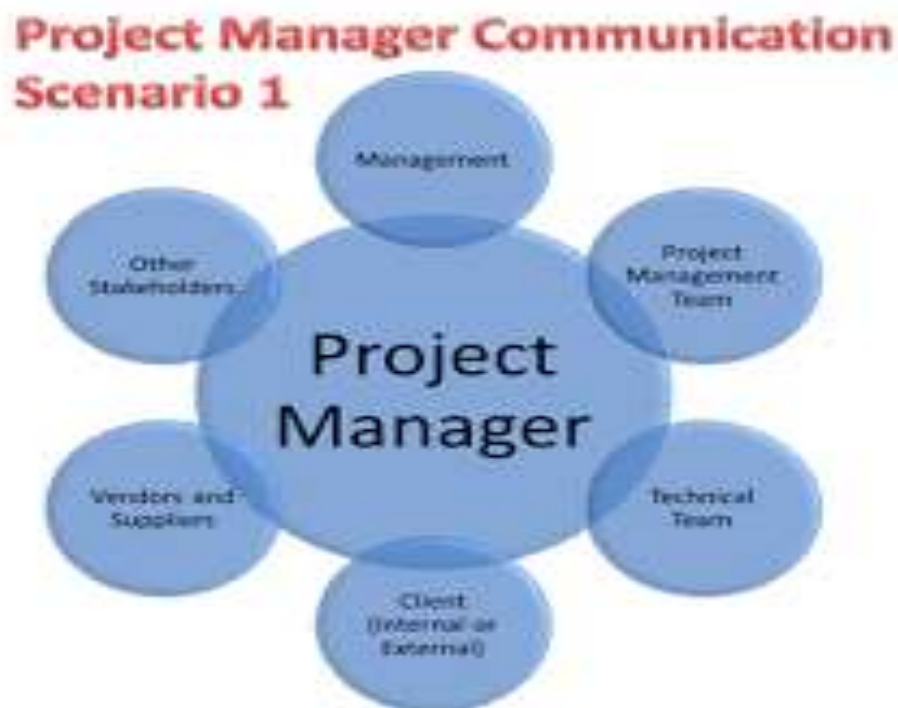 Project Manager Communication
Scenario 1
Management
Project
Management
Team
Technical
Team
Client
(Internal or
External)
Vendors and
Suppliers
Other
Stakeholders
Project
Manager